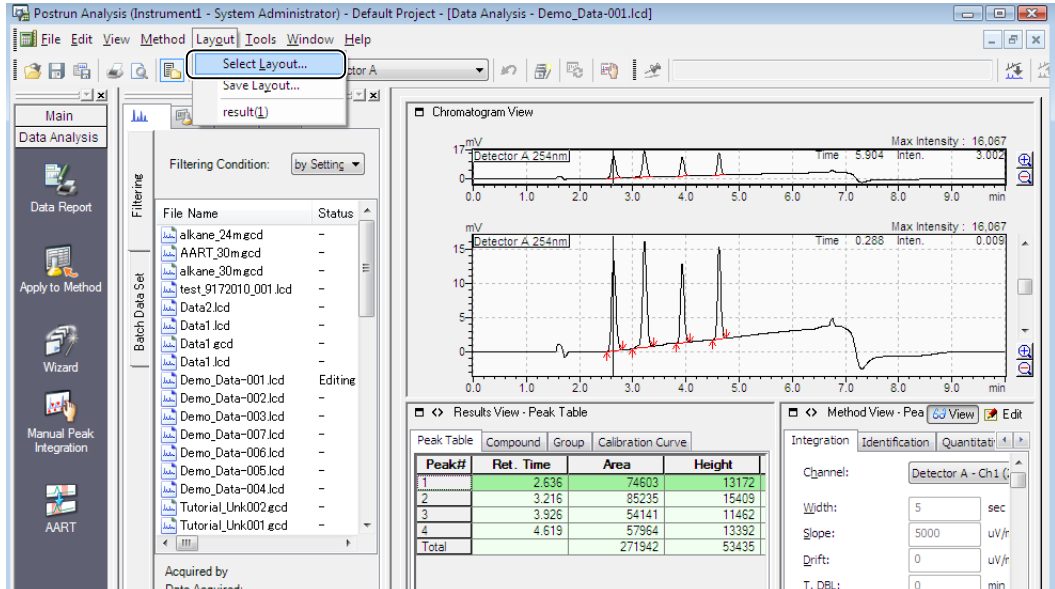 Postrun Analysis (Instrument1 - System Administrator) - Default Project - [Data Analysis - Demo_Data-001.lcd]
File Edit View Method Layout Tools Window Help
Select Layout...
Save Layout...
result(1)
Main
Data Analysis
Data Report
Apply to Method
Wizard
Manual Peak
Integration
AART
Filtering
Batch Data Set
Filtering Condition: by Setting
File Name Status
alkane_24m.gcd -
AART_30m.gcd -
alkane_30m.gcd -
test_9172010_001.lcd -
Data2.lcd -
Data1.lcd -
Data1.gcd -
Data1.lcd -
Demo_Data-001.lcd Editing
Demo_Data-002.lcd -
Demo_Data-003.lcd -
Demo_Data-007.lcd -
Demo_Data-006.lcd -
Demo_Data-005.lcd -
Demo_Data-004.lcd -
Tutorial_Unk002.gcd -
Tutorial_Unk001.gcd -
Acquired by
Chromatogram View
mV Max Intensity : 16,067
17 Detector A 254nm Time 5.904 Inten. 3.002
0
0.0 1.0 2.0 3.0 4.0 5.0 6.0 7.0 8.0 9.0 min
mV Max Intensity : 16,067
15 Detector A 254nm Time 0.288 Inten. 0.009
10
5
0
0.0 1.0 2.0 3.0 4.0 5.0 6.0 7.0 8.0 9.0 min
Results View - Peak Table
Peak Table Compound Group Calibration Curve
Peak# Ret. Time Area Height
1 2.636 74603 13172
2 3.216 85235 15409
3 3.926 54141 11462
4 4.619 57964 13392
Total 271942 53435
Method View - Pea View Edit
Integration Identification Quantitati
Channel: Detector A - Ch1 (
Width: 5 sec
Slope: 5000 uV/
Drift: 0 uV/
T. DBL: 0 min